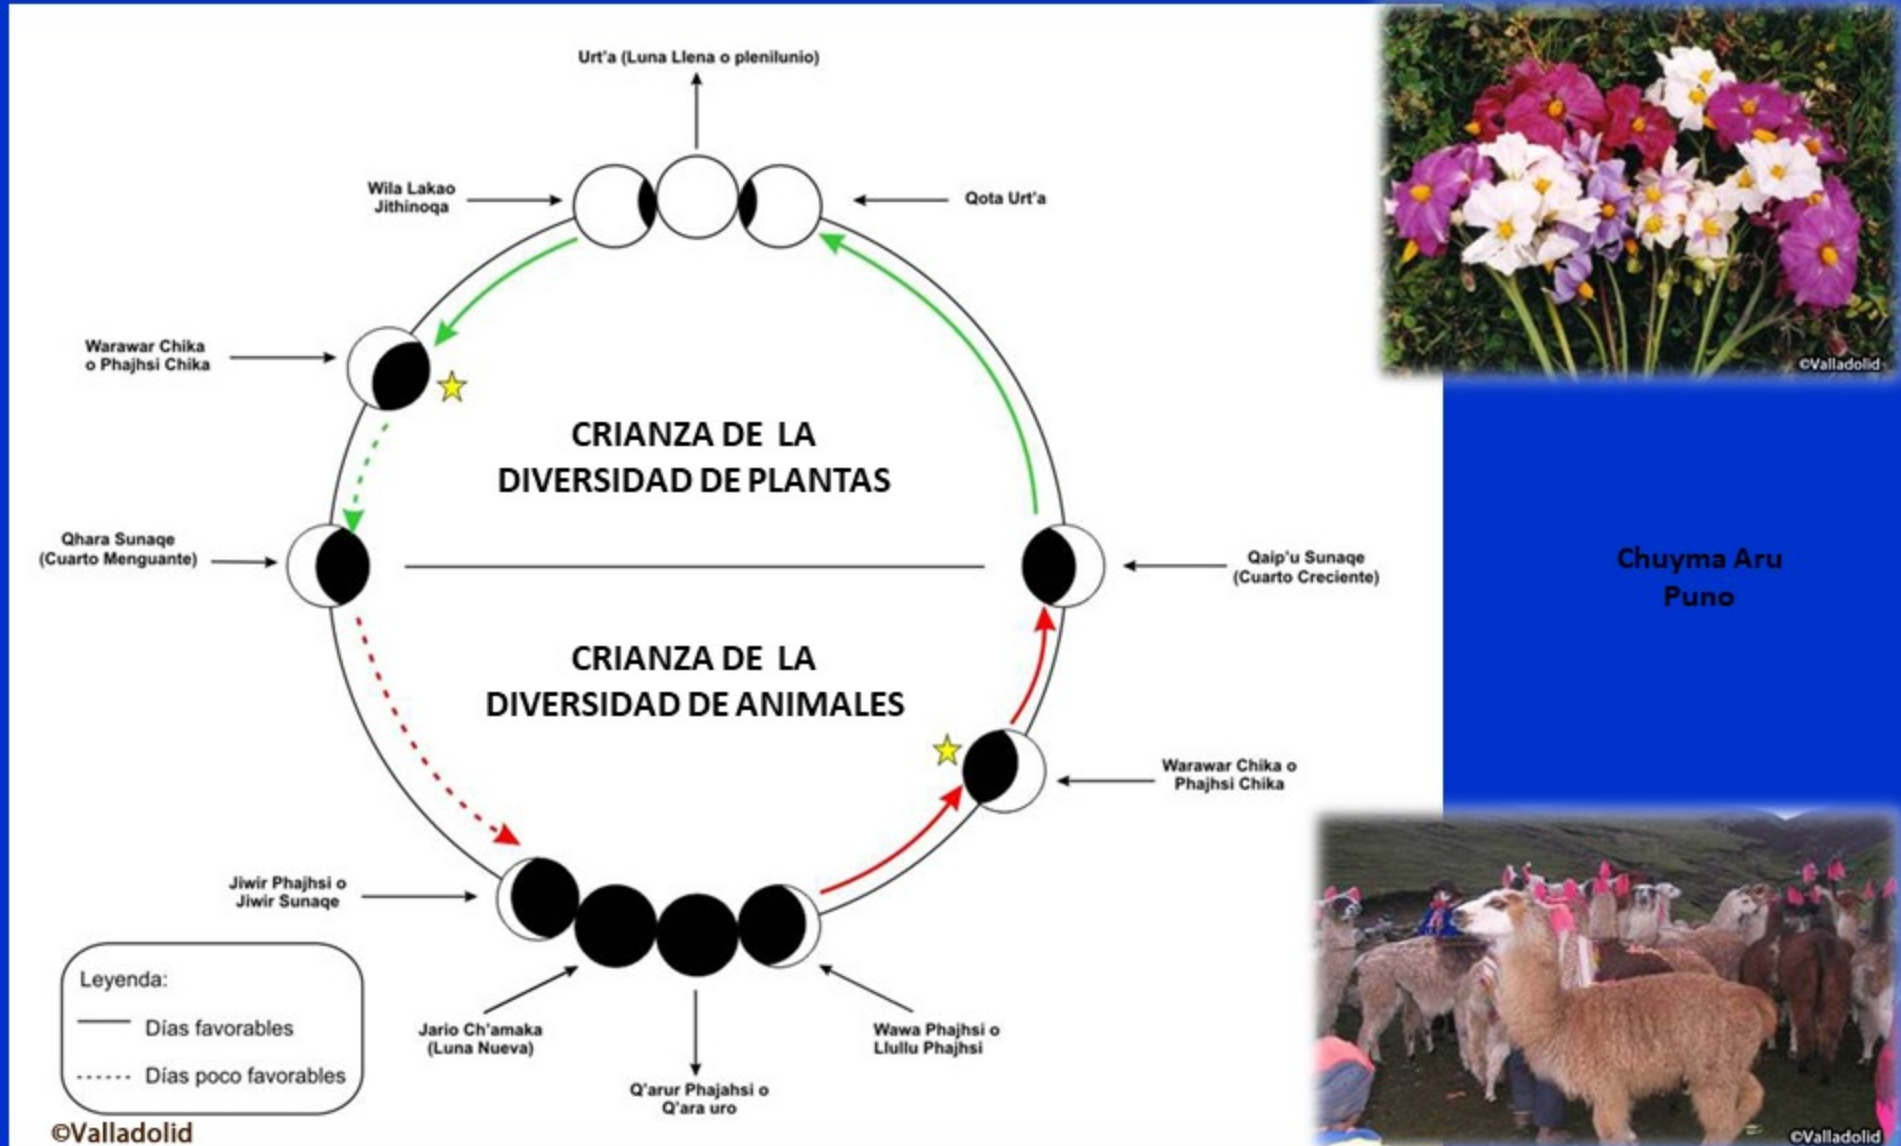 Urt'a (Luna Llena o plenilunio)
Wila Lakao
Jithinoqa
Qota Urt'a
©Valladolid
Warawar Chika
o Phajhsi Chika
CRIANZA DE LA
DIVERSIDAD DE PLANTAS
Qhara Sunaqe
(Cuarto Menguante)
Qaip'u Sunaqe
(Cuarto Creciente)
Chuyma Aru
Puno
CRIANZA DE LA
DIVERSIDAD DE ANIMALES
Warawar Chika o
Phajhsi Chika
Jiwir Phajhsi o
Jiwir Sunaqe
Leyenda:
Días favorables
Días poco favorables
Jario Ch'amaka
(Luna Nueva)
Q'arur Phajahsi o
Q'ara uro
Wawa Phajhsi o
Llullu Phajhsi
©Valladolid
©Valladolid